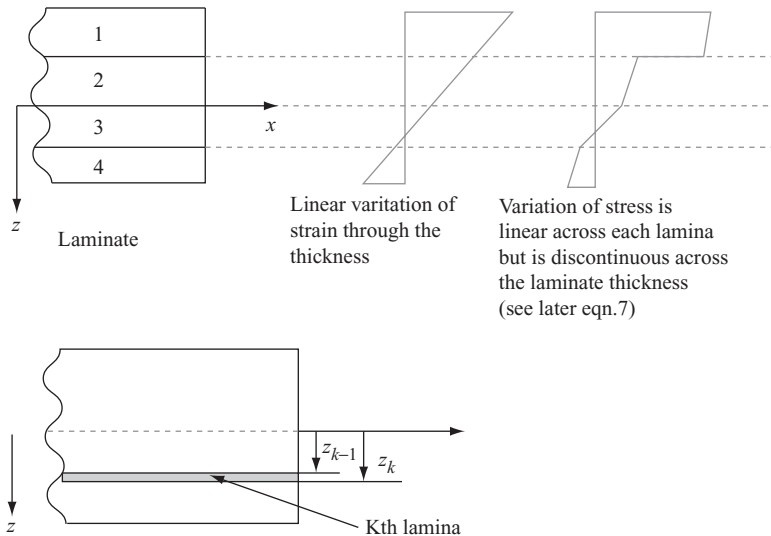 1
2
3
x
4
z
Laminate
Linear varitation of
strain through the
thickness
Variation of stress is
linear across each lamina
but is discontinuous across
the laminate thickness
(see later eqn.7)
z
k–1
z
k
z
Kth lamina